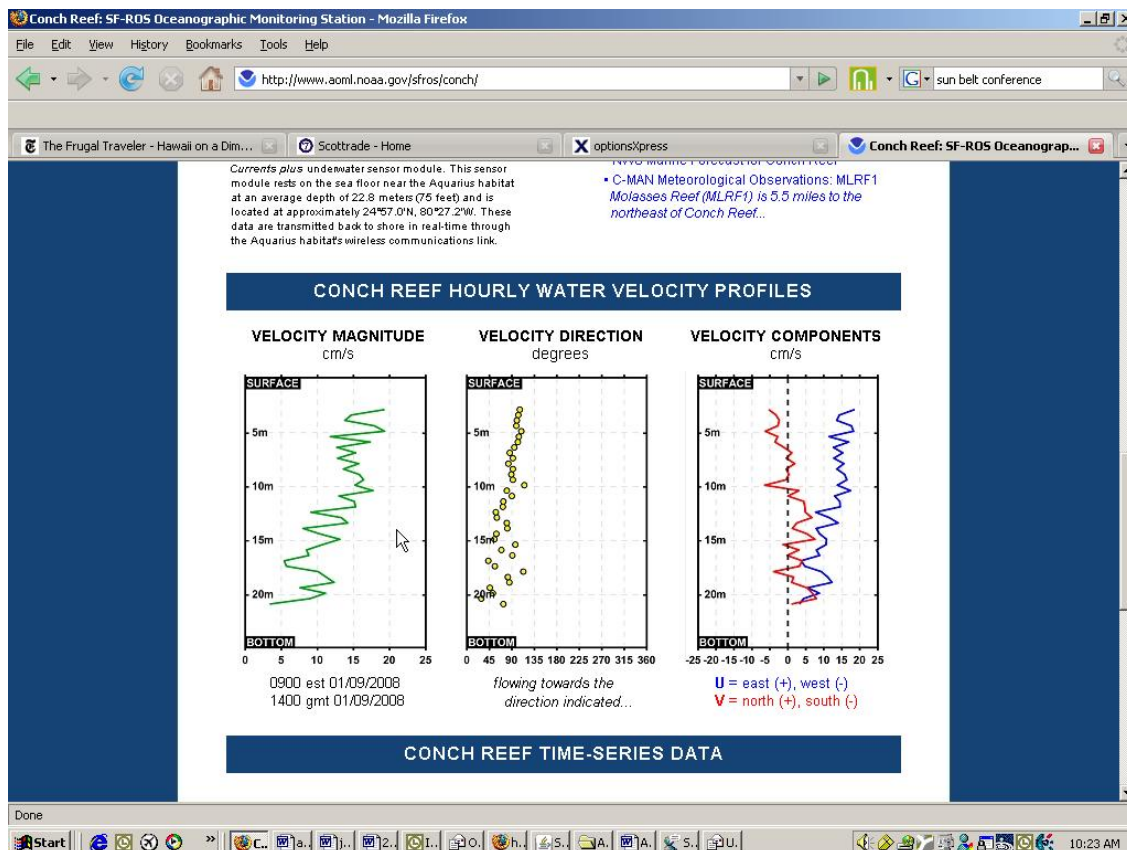 Conch Reef: SF-ROS Oceanographic Monitoring Station - Mozilla Firefox
File Edit View History Bookmarks Tools Help
http://www.aoml.noaa.gov/sfros/conch/
G sun belt conference
The Frugal Traveler - Hawaii on a Dim...
Scottrade - Home
optionsXpress
Conch Reef: SF-ROS Oceanograp...
Currents plus underwater sensor module. This sensor
module rests on the sea floor near the Aquarius habitat
at an average depth of 22.8 meters (75 feet) and is
located at approximately 24°57.0'N, 80°27.2'W. These
data are transmitted back to shore in real-time through
the Aquarius habitat's wireless communications link.
NWS Marine Forecast for Conch Reef
• C-MAN Meteorological Observations: MLRF1
Molasses Reef (MLRF1) is 5.5 miles to the
northeast of Conch Reef...
CONCH REEF HOURLY WATER VELOCITY PROFILES
VELOCITY MAGNITUDE
cm/s
SURFACE
5m
10m
15m
20m
BOTTOM
0 5 10 15 20 25
0900 est 01/09/2008
1400 gmt 01/09/2008
VELOCITY DIRECTION
degrees
SURFACE
5m
10m
15m
20m
BOTTOM
0 45 90 135 180 225 270 315 360
flowing towards the
direction indicated...
VELOCITY COMPONENTS
cm/s
SURFACE
5m
10m
15m
20m
BOTTOM
-25 -20 -15 -10 -5 0 5 10 15 20 25
U = east (+), west (-)
V = north (+), south (-)
CONCH REEF TIME-SERIES DATA
Done
Start » C.. a.. j.. 2.. I.. O.. h.. S.. A.. A.. S.. U.. 10:23 AM